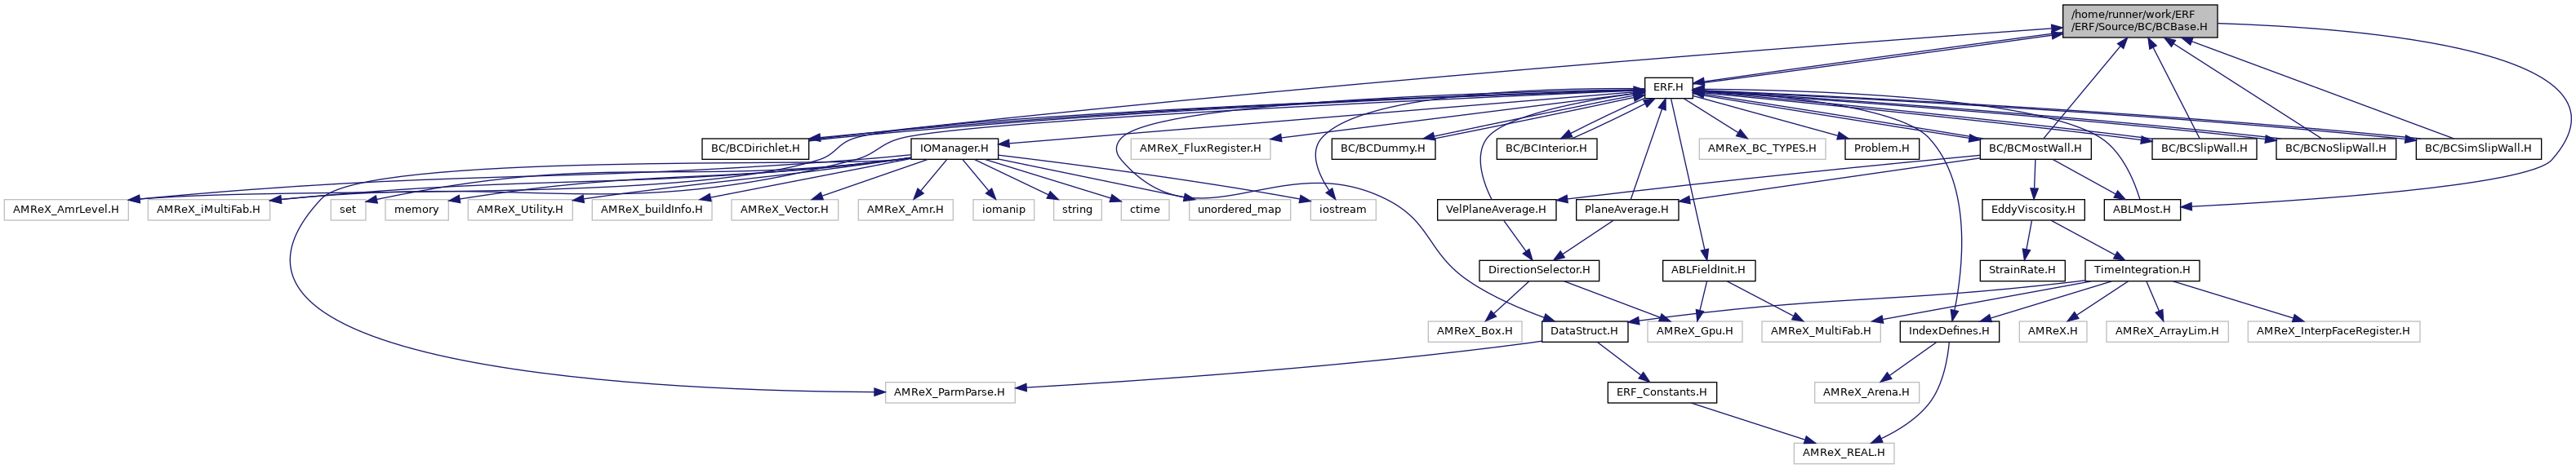 /home/runner/work/ERF
/ERF/Source/BC/BCBase.H
ERF.H
BC/BCDirichlet.H
IOManager.H
AMReX_FluxRegister.H
BC/BCDummy.H
BC/BCInterior.H
AMReX_BC_TYPES.H
Problem.H
BC/BCMostWall.H
BC/BCSlipWall.H
BC/BCNoSlipWall.H
BC/BCSimSlipWall.H
AMReX_AmrLevel.H
AMReX_iMultiFab.H
set
memory
AMReX_Utility.H
AMReX_buildInfo.H
AMReX_Vector.H
AMReX_Amr.H
iomanip
string
ctime
unordered_map
iostream
VelPlaneAverage.H
PlaneAverage.H
EddyViscosity.H
ABLMost.H
DirectionSelector.H
ABLFieldInit.H
StrainRate.H
TimeIntegration.H
AMReX_Box.H
DataStruct.H
AMReX_Gpu.H
AMReX_MultiFab.H
IndexDefines.H
AMReX.H
AMReX_ArrayLim.H
AMReX_InterpFaceRegister.H
AMReX_ParmParse.H
ERF_Constants.H
AMReX_Arena.H
AMReX_REAL.H